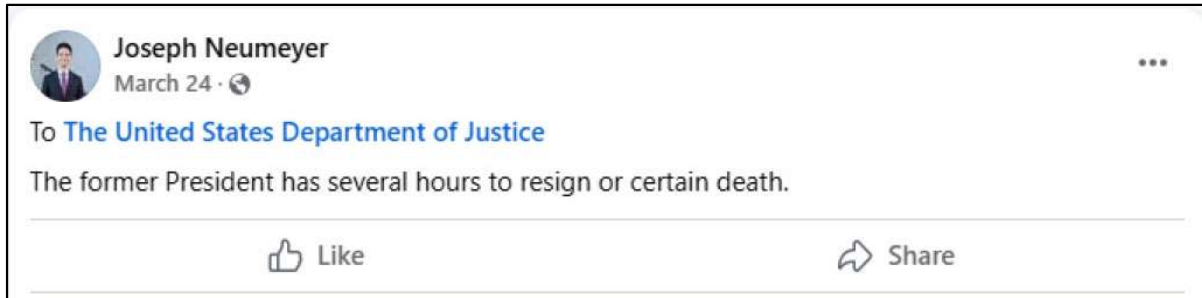 Joseph Neumeyer
March 24 ·
To The United States Department of Justice
The former President has several hours to resign or certain death.
Like
Share